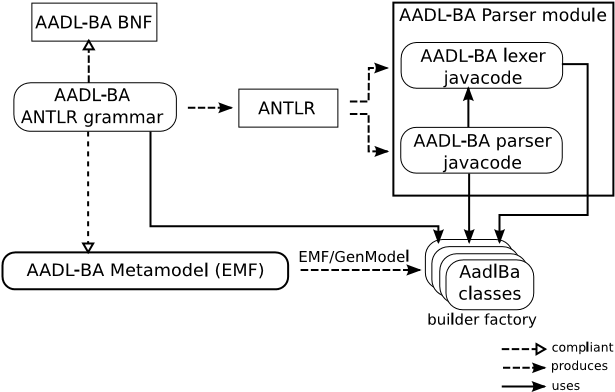 AADL-BA BNF
AADL-BA Parser module
AADL-BA lexer
javacode
AADL-BA
ANTLR grammar
ANTLR
AADL-BA parser
javacode
AADL-BA Metamodel (EMF)
EMF/GenModel
AadlBa
classes
builder factory
compliant
produces
uses